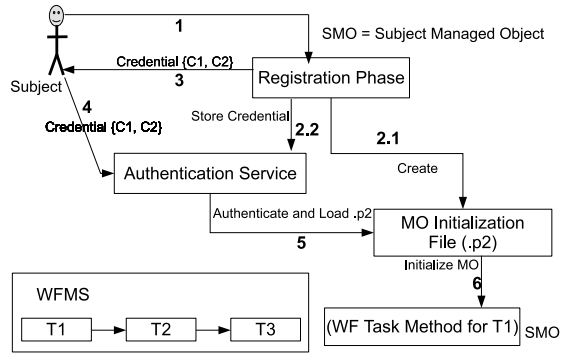 1
SMO = Subject Managed Object
Credential {C1, C2}
3
Registration Phase
Subject
4
Credential {C1, C2}
Store Credential
2.2
2.1
Create
Authentication Service
Authenticate and Load .p2
5
MO Initialization
File (.p2)
Initialize MO
6
WFMS
T1
T2
T3
(WF Task Method for T1)
SMO